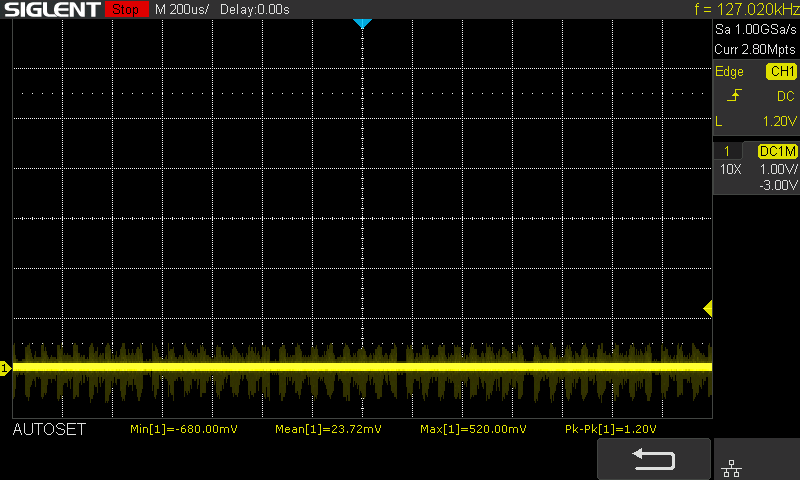 SIGLENT Stop M 200us/ Delay:0.00s f = 127.020kHz
Sa 1.00GSa/s
Curr 2.80Mpts
Edge CH1
DC
L 1.20V
1 DC1M
10X 1.00V/
-3.00V
1
AUTOSET Min[1]=-680.00mV Mean[1]=23.72mV Max[1]=520.00mV Pk-Pk[1]=1.20V